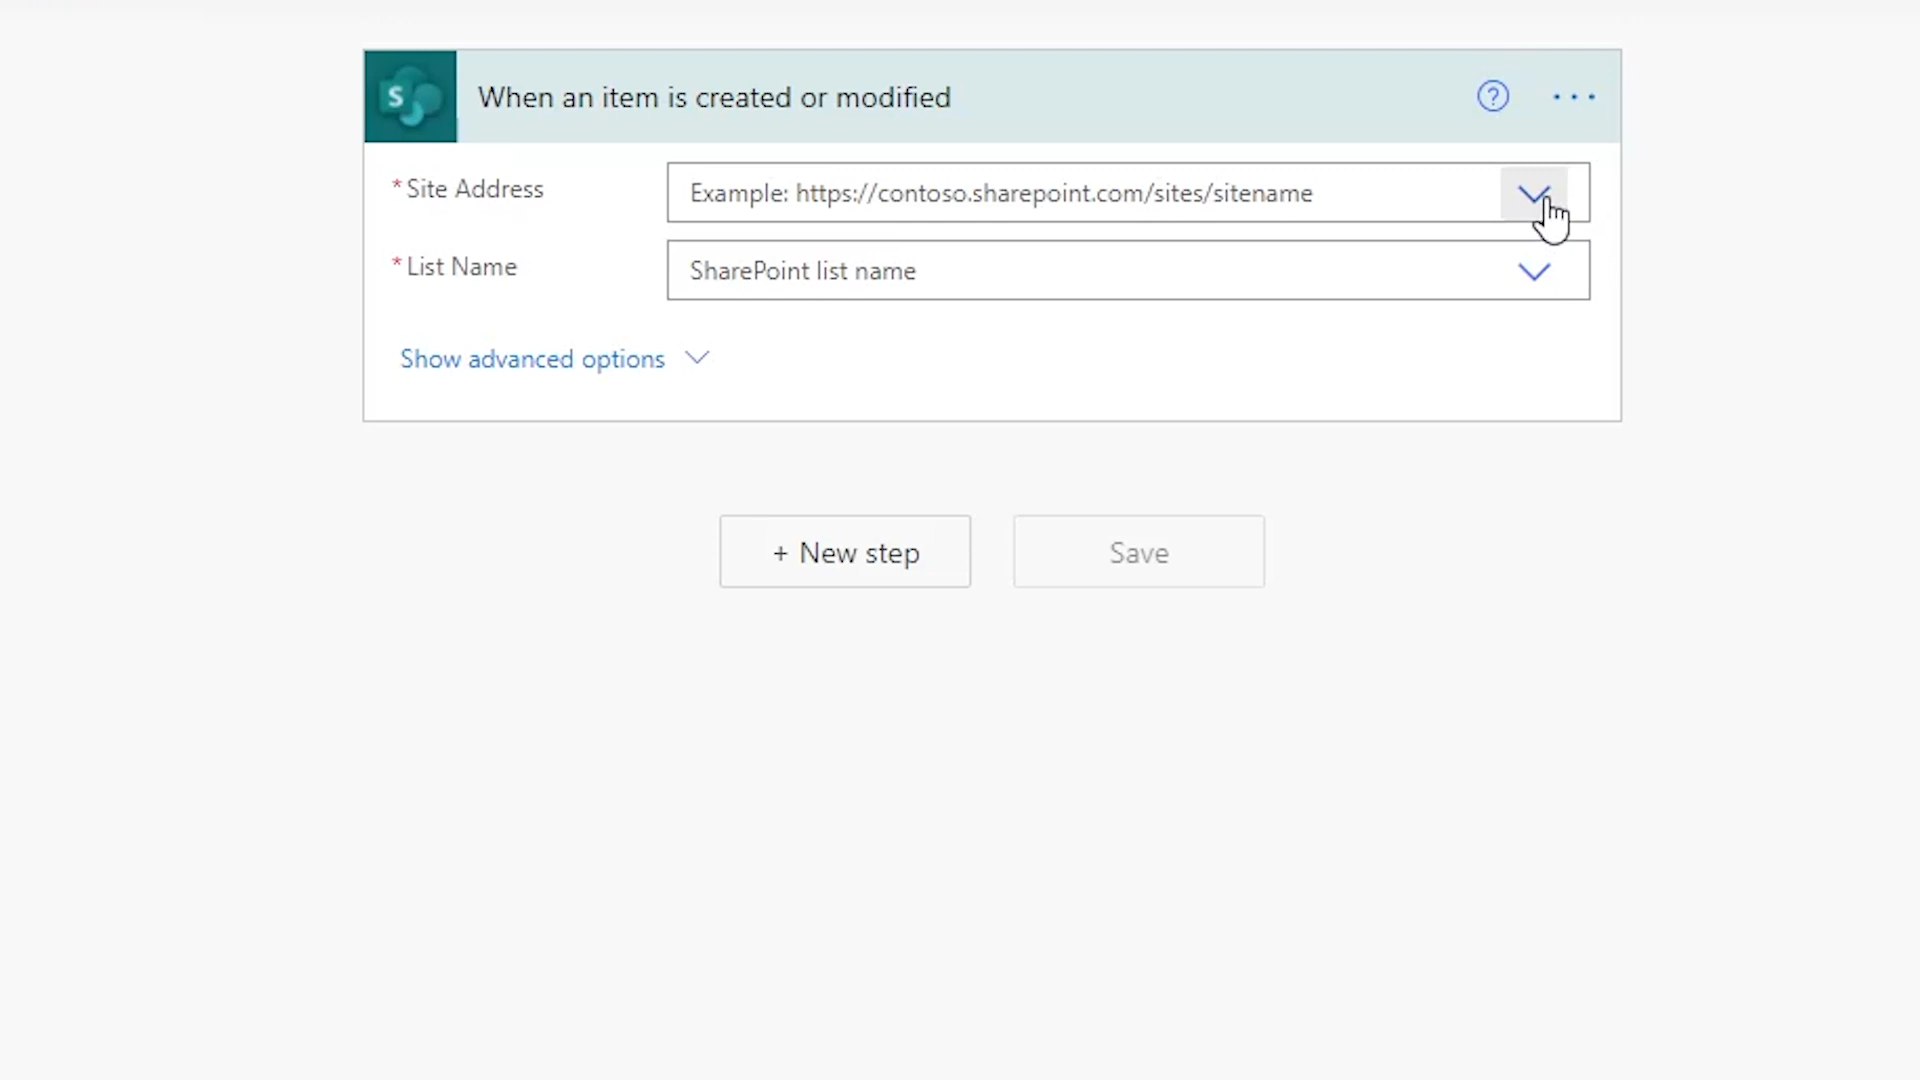 S
When an item is created or modified
?
...
* Site Address
Example: https://contoso.sharepoint.com/sites/sitename
* List Name
SharePoint list name
Show advanced options
+ New step
Save